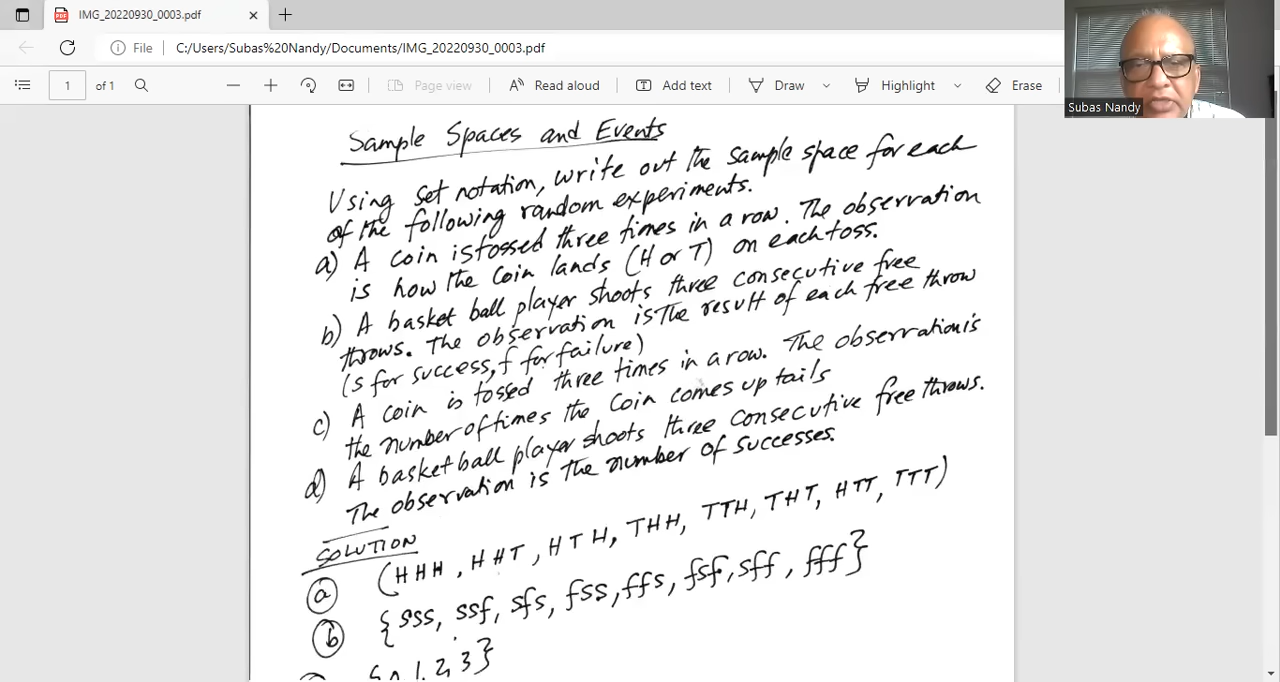 IMG_20220930_0003.pdf
File C:/Users/Subas%20Nandy/Documents/IMG_20220930_0003.pdf
1 of 1 Page view Read aloud Add text Draw Highlight Erase
Subas Nandy
Sample Spaces and Events
Using set notation, write out the sample space for each
of the following random experiments.
a) A coin is tossed three times in a row. The observation
is how the coin lands (H or T) on each toss.
b) A basket ball player shoots three consecutive free
throws. The observation is the result of each free throw
(s for success, f for failure)
c) A coin is tossed three times in a row. The observation is
the number of times the coin comes up tails
d) A basketball player shoots three consecutive free throws.
The observation is the number of successes.
SOLUTION
a (HHH, HHT, HTH, THH, TTH, THT, HTT, TTT)
b {sss, ssf, sfs, fss, ffs, fsf, sff, fff}
1, 2, 3}